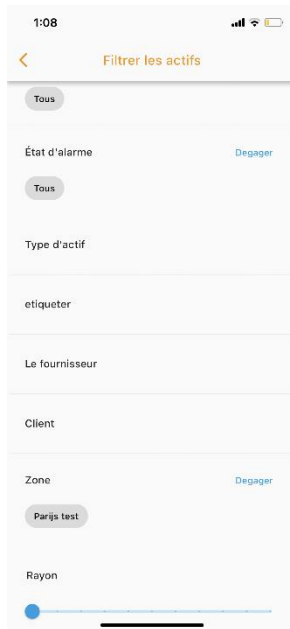 1:08
Filtrer les actifs
Tous
État d'alarme Degager
Tous
Type d'actif
etiqueter
Le fournisseur
Client
Zone Degager
Parijs test
Rayon